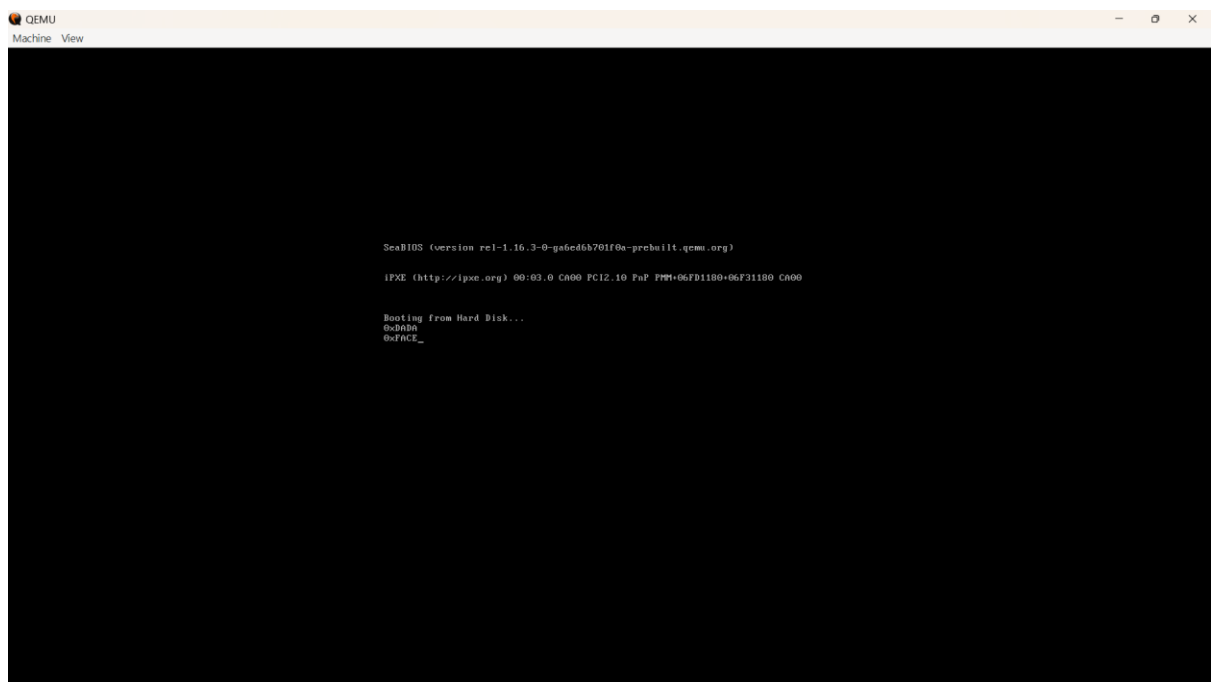 QEMU
Machine View
SeaBIOS (version rel-1.16.3-0-ga6ed6b701f0a-prebuilt.qemu.org)
iPXE (http://ipxe.org) 00:03.0 CA00 PCI2.10 PnP PMM+06FD1180+06F31180 CA00
Booting from Hard Disk...
0xDADA
0xFACE_